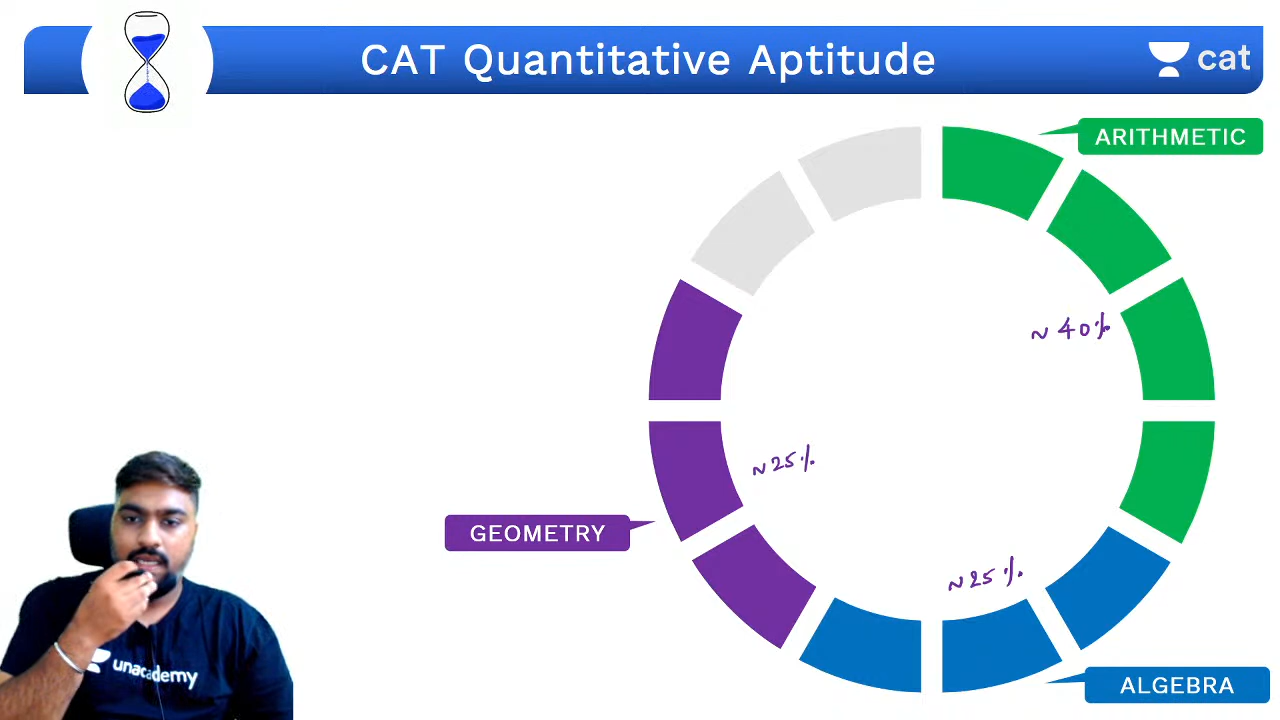 CAT Quantitative Aptitude
cat
ARITHMETIC
~ 40%
~25%
GEOMETRY
~25%
ALGEBRA
unacademy